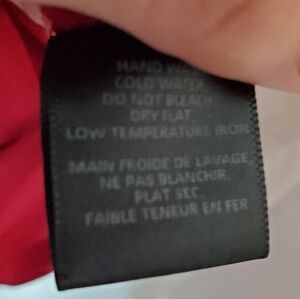 HAND WASH
COLD WATER
DO NOT BLEACH
DRY FLAT
LOW TEMPERATURE IRON
MAIN FROIDE DE LAVAGE,
NE PAS BLANCHIR.
PLAT SEC.
FAIBLE TENEUR EN FER